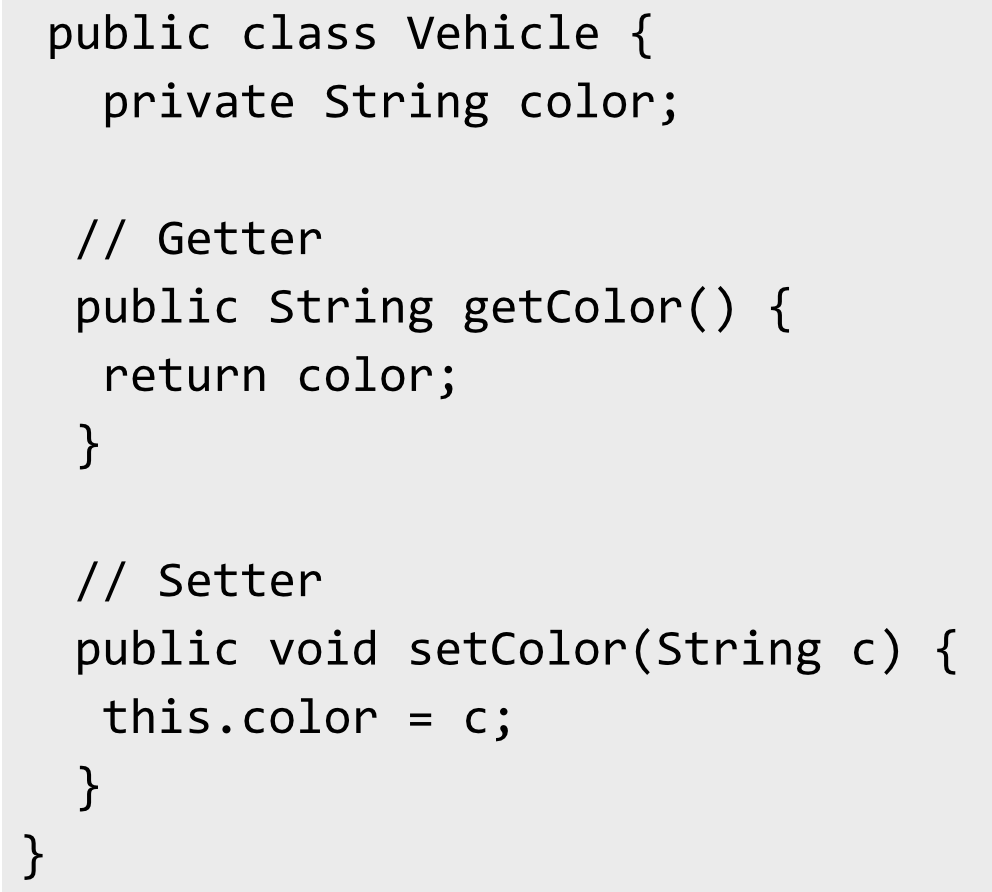 public class Vehicle {
private String color;
// Getter
public String getColor() {
return color;
}
// Setter
public void setColor(String c) {
this.color = c;
}
}